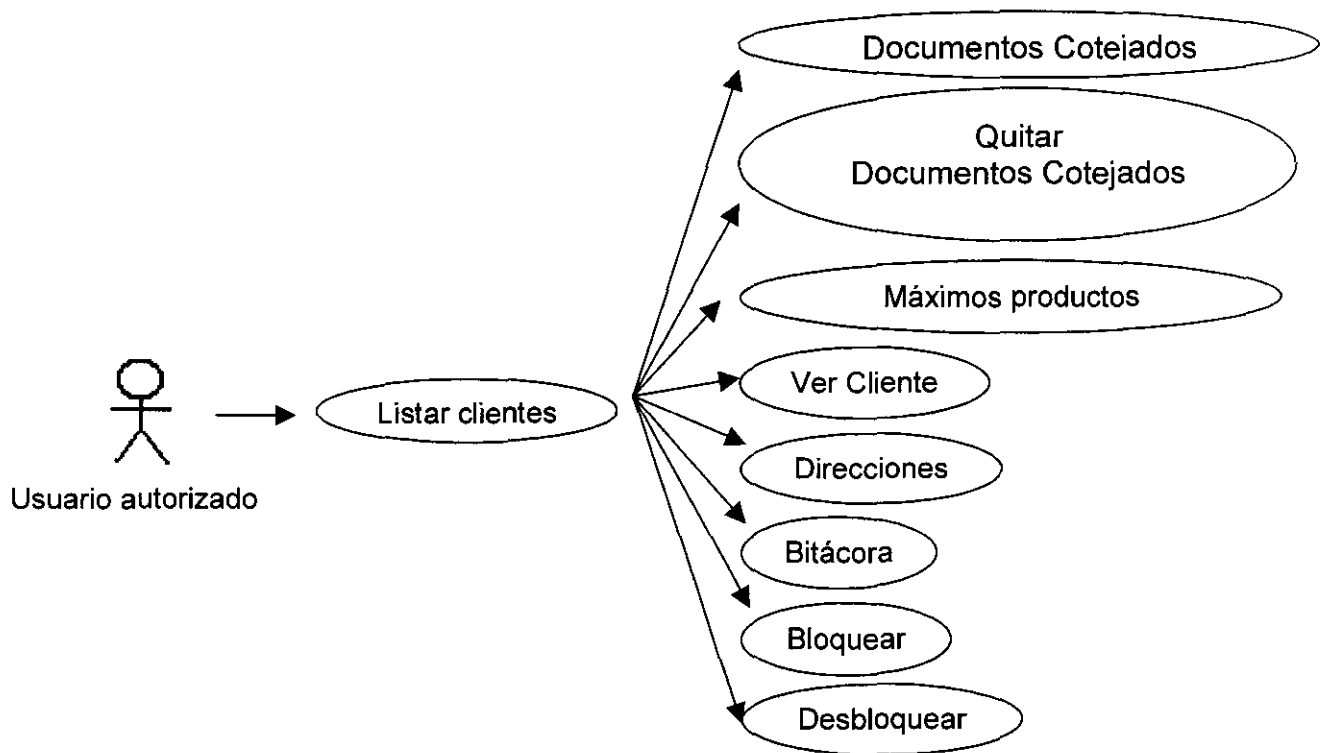 Documentos Cotejados
Quitar
Documentos Cotejados
Máximos productos
Ver Cliente
Listar clientes
Direcciones
Usuario autorizado
Bitácora
Bloquear
Desbloquear